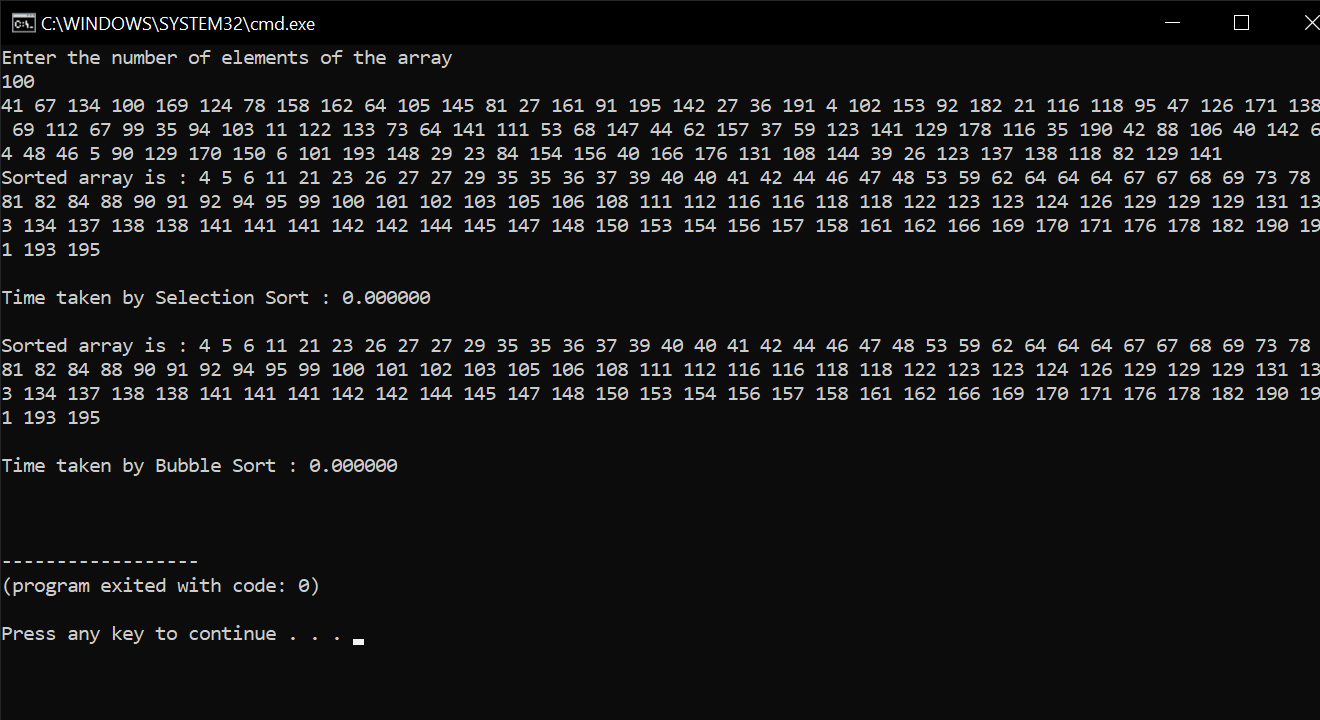 C:\WINDOWS\SYSTEM32\cmd.exe
Enter the number of elements of the array
100
41 67 134 100 169 124 78 158 162 64 105 145 81 27 161 91 195 142 27 36 191 4 102 153 92 182 21 116 118 95 47 126 171 138
69 112 67 99 35 94 103 11 122 133 73 64 141 111 53 68 147 44 62 157 37 59 123 141 129 178 116 35 190 42 88 106 40 142 6
4 48 46 5 90 129 170 150 6 101 193 148 29 23 84 154 156 40 166 176 131 108 144 39 26 123 137 138 118 82 129 141
Sorted array is : 4 5 6 11 21 23 26 27 27 29 35 35 36 37 39 40 40 41 42 44 46 47 48 53 59 62 64 64 64 67 67 68 69 73 78
81 82 84 88 90 91 92 94 95 99 100 101 102 103 105 106 108 111 112 116 116 118 118 122 123 123 124 126 129 129 129 131 13
3 134 137 138 138 141 141 141 142 142 144 145 147 148 150 153 154 156 157 158 161 162 166 169 170 171 176 178 182 190 19
1 193 195
Time taken by Selection Sort : 0.000000
Sorted array is : 4 5 6 11 21 23 26 27 27 29 35 35 36 37 39 40 40 41 42 44 46 47 48 53 59 62 64 64 64 67 67 68 69 73 78
81 82 84 88 90 91 92 94 95 99 100 101 102 103 105 106 108 111 112 116 116 118 118 122 123 123 124 126 129 129 129 131 13
3 134 137 138 138 141 141 141 142 142 144 145 147 148 150 153 154 156 157 158 161 162 166 169 170 171 176 178 182 190 19
1 193 195
Time taken by Bubble Sort : 0.000000
------------------
(program exited with code: 0)
Press any key to continue . . .